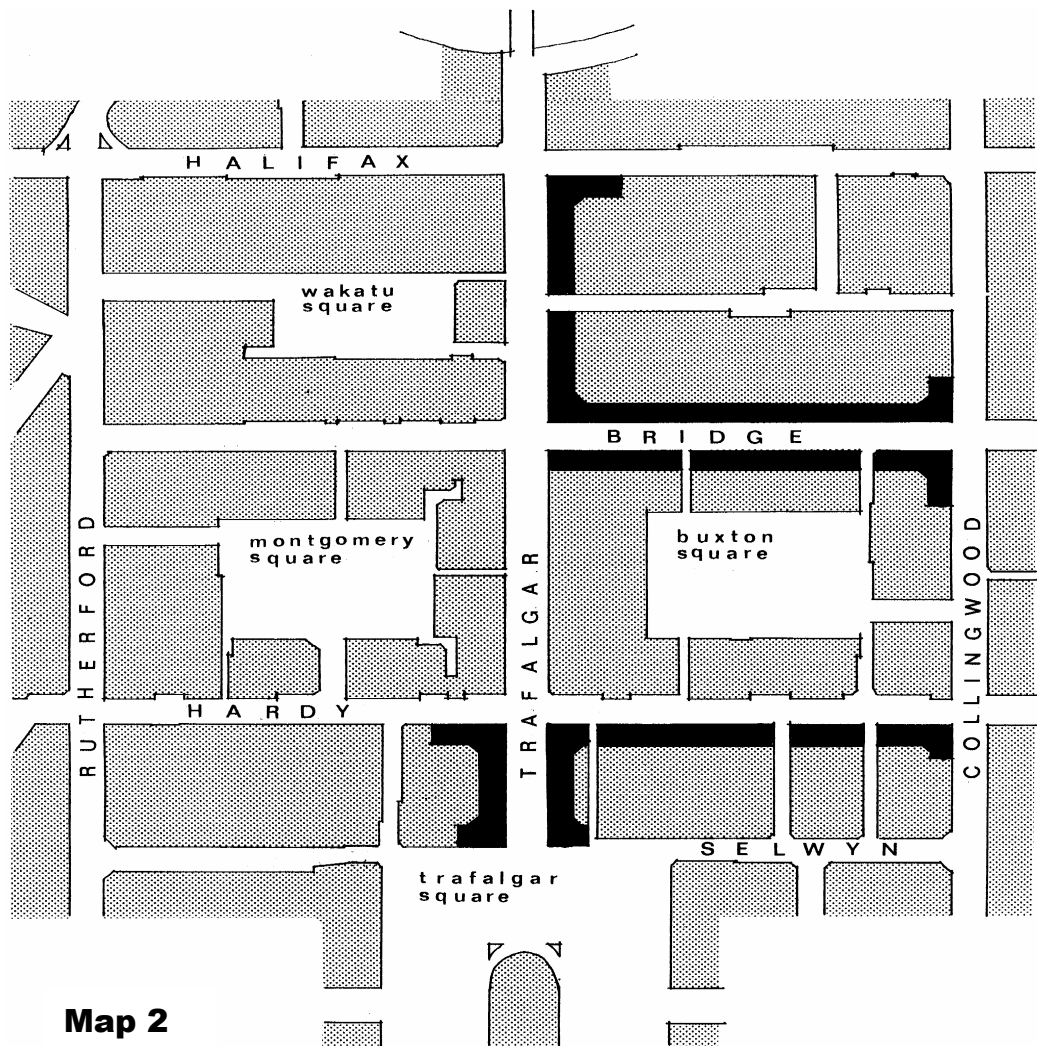 HALIFAX
wakatu
square
BRIDGE
montgomery
square
buxton
square
RUTHERFORD
TRAFALGAR
COLLINGWOOD
HARDY
SELWYN
trafalgar
square
Map 2